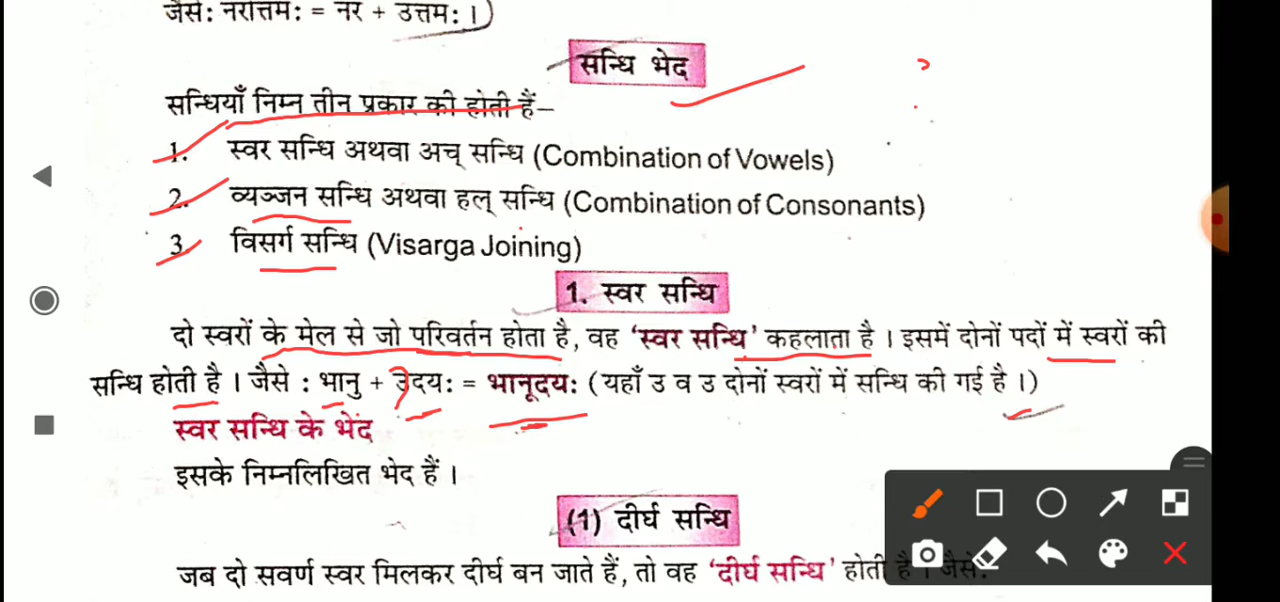 जैसे: नरोत्तमः = नर + उत्तमः ।
सन्धि भेद
सन्धियाँ निम्न तीन प्रकार की होती हैं–
1. स्वर सन्धि अथवा अच् सन्धि (Combination of Vowels)
2. व्यञ्जन सन्धि अथवा हल् सन्धि (Combination of Consonants)
3. विसर्ग सन्धि (Visarga Joining)
1. स्वर सन्धि
दो स्वरों के मेल से जो परिवर्तन होता है, वह ‘स्वर सन्धि’ कहलाता है । इसमें दोनों पदों में स्वरों की
सन्धि होती है । जैसे : भानु + उदयः = भानूदयः (यहाँ उ व उ दोनों स्वरों में सन्धि की गई है ।)
स्वर सन्धि के भेंद
इसके निम्नलिखित भेद हैं ।
(1) दीर्घ सन्धि
जब दो सवर्ण स्वर मिलकर दीर्घ बन जाते हैं, तो वह ‘दीर्घ सन्धि’ होती है । जैसे: